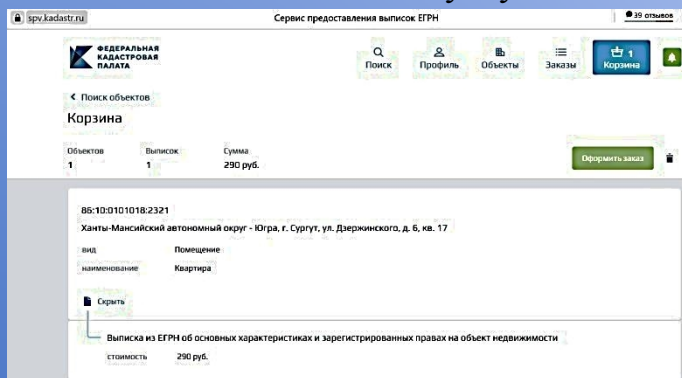 spv.kadastr.ru Сервис предоставления выписок ЕГРН 39 отзывов
ФЕДЕРАЛЬНАЯ
КАДАСТРОВАЯ
ПАЛАТА
Поиск Профиль Объекты Заказы 1 Корзина
Поиск объектов
Корзина
Объектов Выписок Сумма
1 1 290 руб.
Оформить заказ
86:10:0101018:2321
Ханты-Мансийский автономный округ - Югра, г. Сургут, ул. Дзержинского, д. 6, кв. 17
вид Помещение
наименование Квартира
Скрыть
Выписка из ЕГРН об основных характеристиках и зарегистрированных правах на объект недвижимости
стоимость 290 руб.